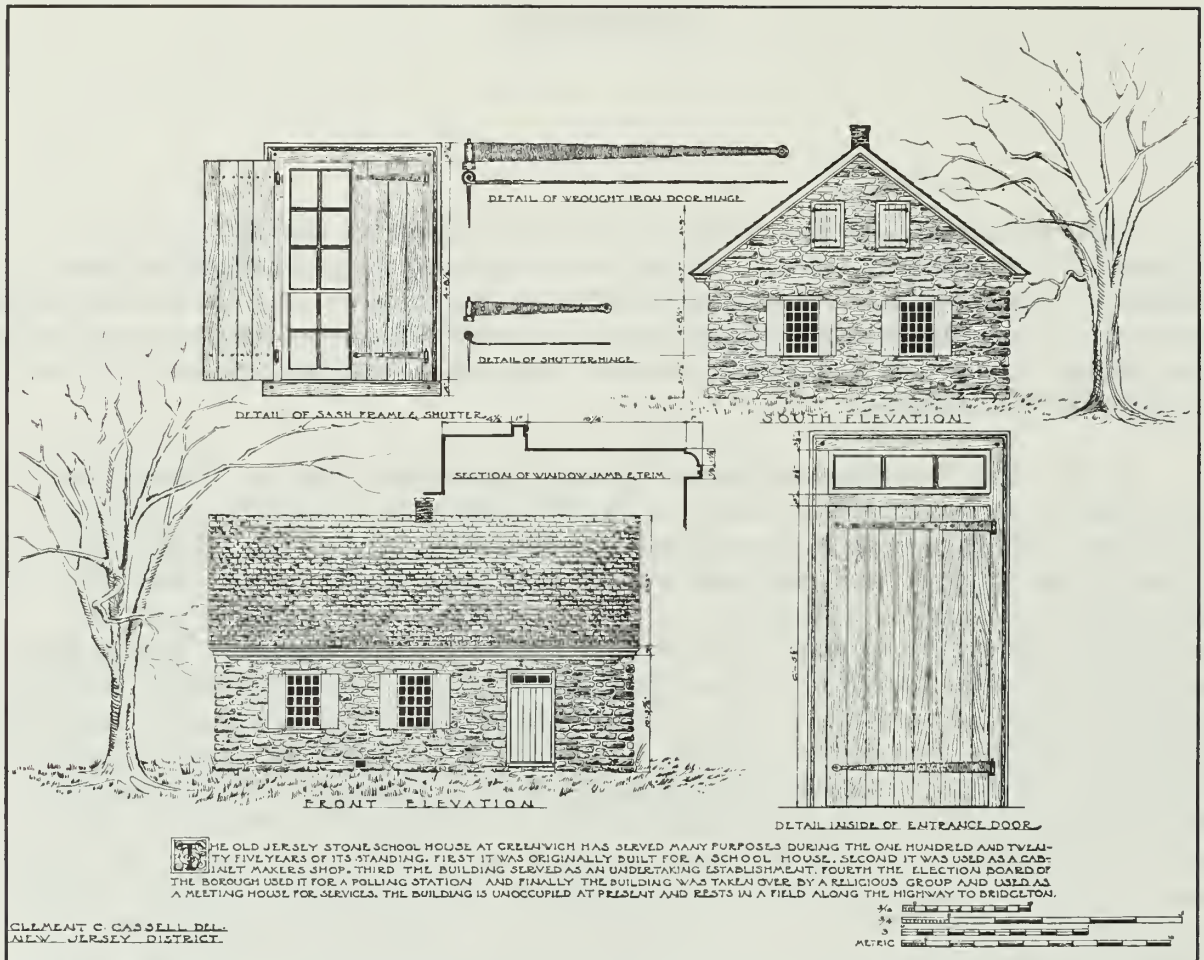 DETAIL OF WROUGHT IRON DOOR HINGE
DETAIL OF SHUTTER HINGE
DETAIL OF SASH FRAME & SHUTTER
SOUTH ELEVATION
SECTION OF WINDOW JAMB & TRIM
FRONT ELEVATION
DETAIL INSIDE OF ENTRANCE DOOR
THE OLD JERSEY STONE SCHOOL HOUSE AT GREENWICH HAS SERVED MANY PURPOSES DURING THE ONE HUNDRED AND TWEN-
TY FIVE YEARS OF ITS STANDING. FIRST IT WAS ORIGINALLY BUILT FOR A SCHOOL HOUSE. SECOND IT WAS USED AS A CAB-
INET MAKERS SHOP. THIRD THE BUILDING SERVED AS AN UNDERTAKING ESTABLISHMENT. FOURTH THE ELECTION BOARD OF
THE BOROUGH USED IT FOR A POLLING STATION AND FINALLY THE BUILDING WAS TAKEN OVER BY A RELIGIOUS GROUP AND USED AS
A MEETING HOUSE FOR SERVICES. THE BUILDING IS UNOCCUPIED AT PRESENT AND RESTS IN A FIELD ALONG THE HIGHWAY TO BRIDGETON.
3/16
3/4
3
METRIC
CLEMENT C. CASSELL DEL.
NEW JERSEY DISTRICT